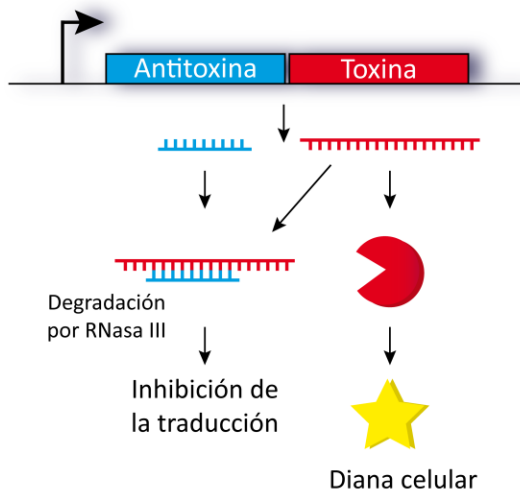 Antitoxina
Toxina
Degradación
por RNasa III
Inhibición de
la traducción
Diana celular